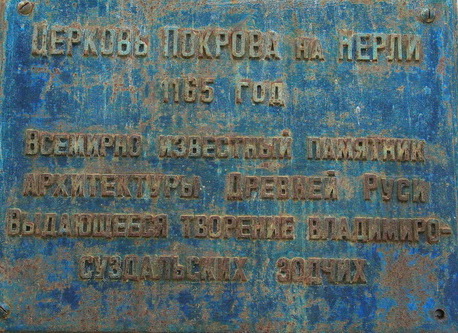 Церковь Покрова на Нерли
1165 год
Всемирно известный памятник
архитектуры Древней Руси
Выдающееся творение владимиро-
суздальских зодчих